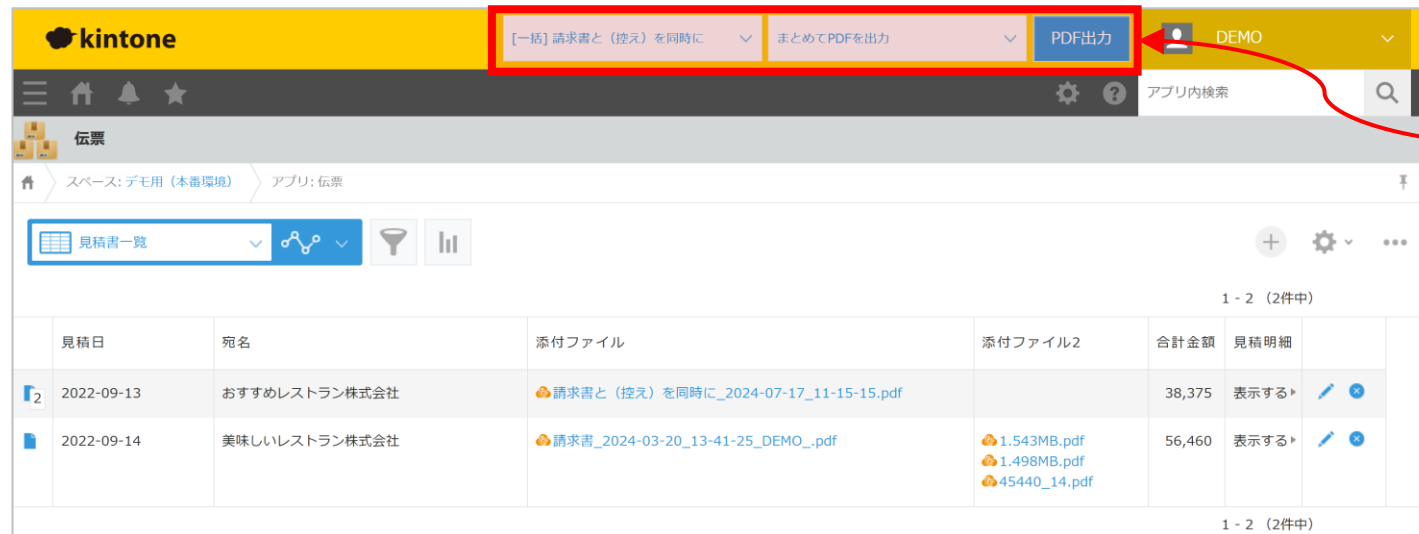 kintone
[一括] 請求書と（控え）を同時に
まとめてPDFを出力
PDF出力
DEMO
アプリ内検索
伝票
スペース: デモ用（本番環境）
アプリ: 伝票
見積書一覧
1 - 2 （2件中）
見積日 宛名 添付ファイル 添付ファイル2 合計金額 見積明細
2 2022-09-13 おすすめレストラン株式会社 請求書と（控え）を同時に_2024-07-17_11-15-15.pdf 38,375 表示する
2022-09-14 美味しいレストラン株式会社 請求書_2024-03-20_13-41-25_DEMO_.pdf 1.543MB.pdf 56,460 表示する
1.498MB.pdf
45440_14.pdf
1 - 2 （2件中）